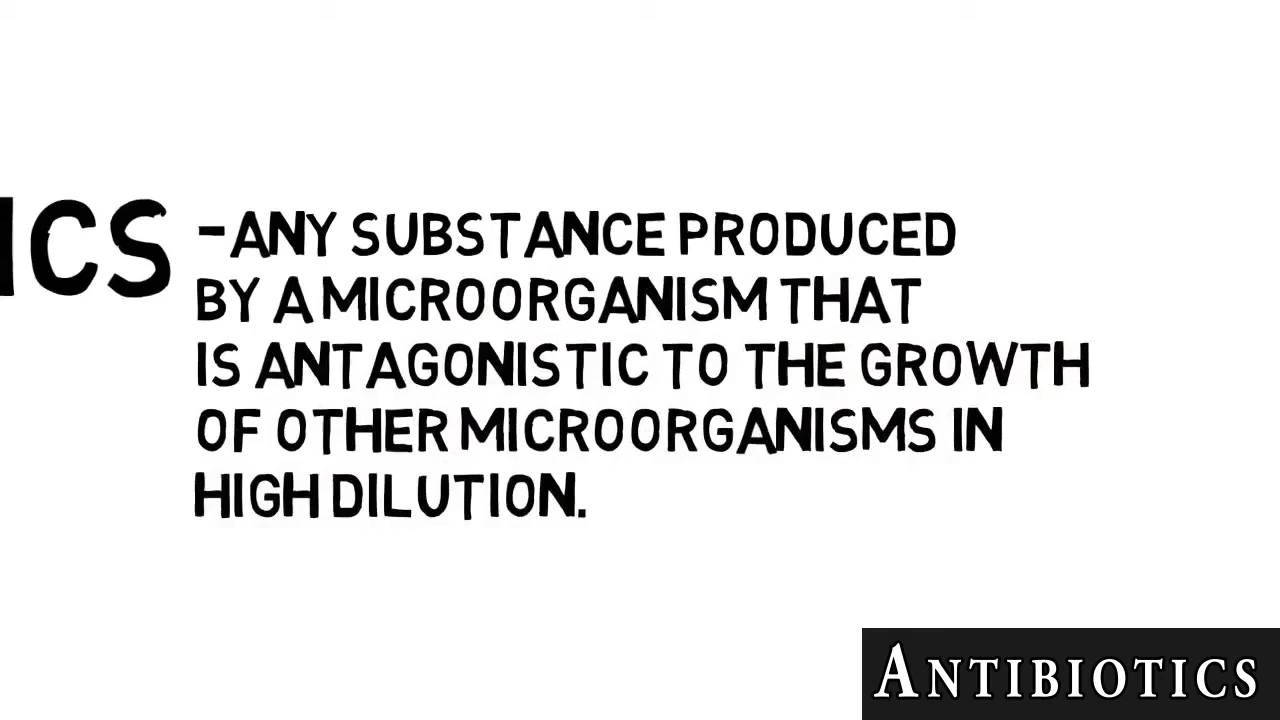 ICS -ANY SUBSTANCE PRODUCED
BY A MICROORGANISM THAT
IS ANTAGONISTIC TO THE GROWTH
OF OTHER MICROORGANISMS IN
HIGH DILUTION.
ANTIBIOTICS